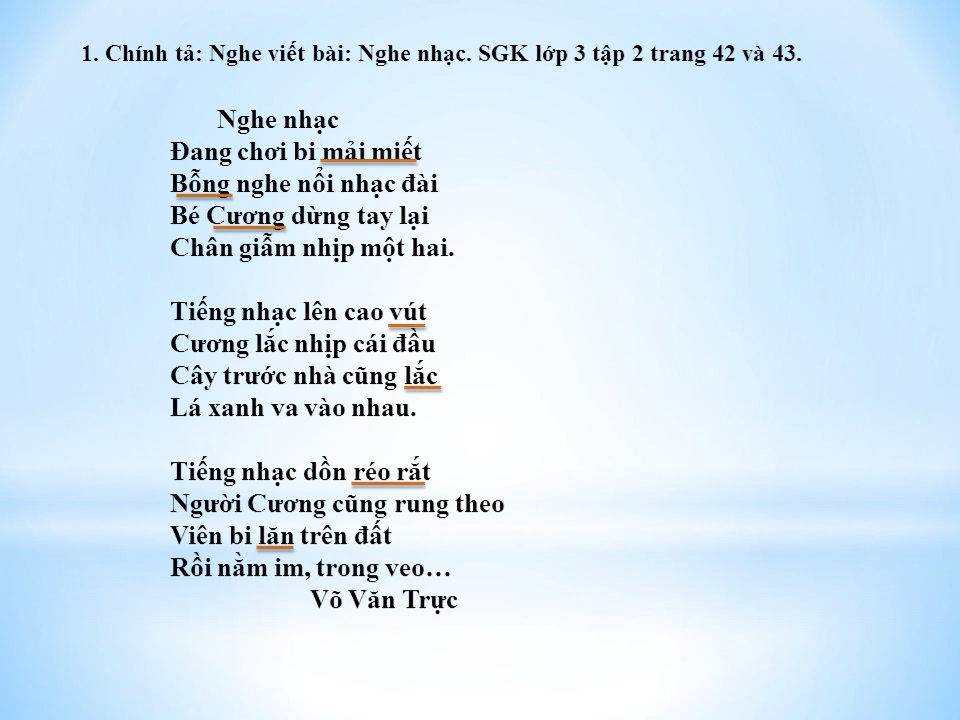 1. Chính tả: Nghe viết bài: Nghe nhạc. SGK lớp 3 tập 2 trang 42 và 43.
Nghe nhạc
Đang chơi bi mải miết
Bỗng nghe nổi nhạc đài
Bé Cương dừng tay lại
Chân giẫm nhịp một hai.
Tiếng nhạc lên cao vút
Cương lắc nhịp cái đầu
Cây trước nhà cũng lắc
Lá xanh va vào nhau.
Tiếng nhạc dồn réo rắt
Người Cương cũng rung theo
Viên bi lăn trên đất
Rồi nằm im, trong veo…
Võ Văn Trực